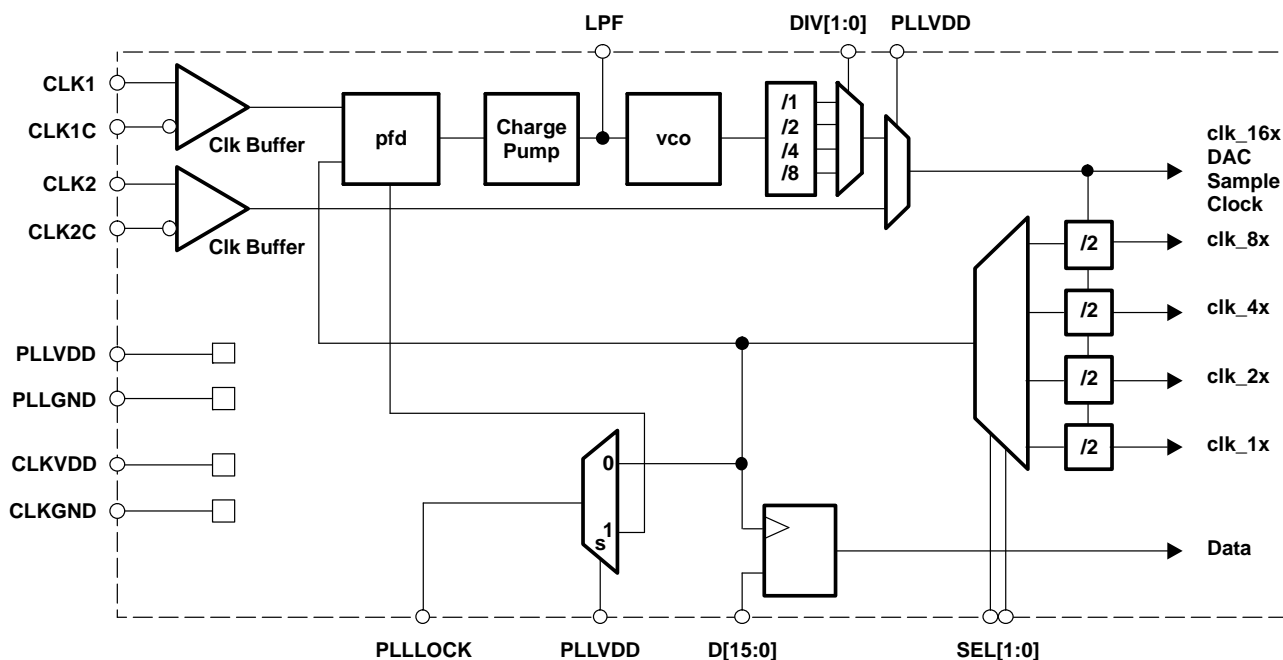 LPF
DIV[1:0]
PLLVDD
CLK1
CLK1C
Clk Buffer
CLK2
CLK2C
Clk Buffer
pfd
Charge
Pump
vco
/1
/2
/4
/8
clk_16x
DAC
Sample
Clock
/2
clk_8x
/2
clk_4x
/2
clk_2x
/2
clk_1x
PLLVDD
PLLGND
CLKVDD
CLKGND
0
1
s
Data
PLLLOCK
PLLVDD
D[15:0]
SEL[1:0]